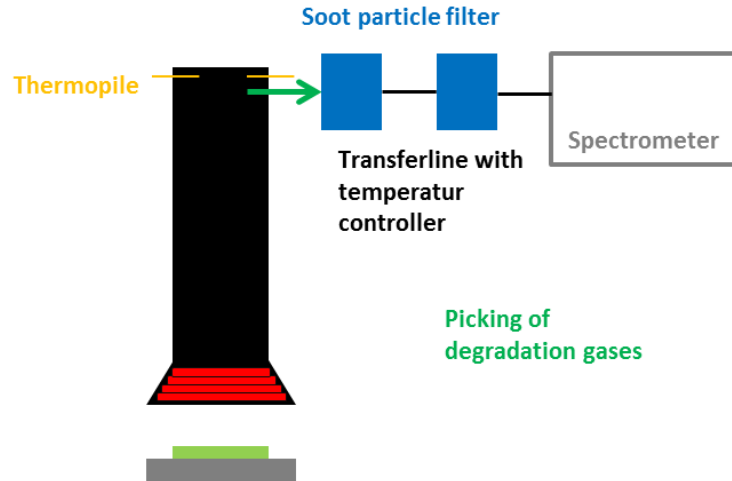 Soot particle filter
Thermopile
Spectrometer
Transferline with
temperatur
controller
Picking of
degradation gases